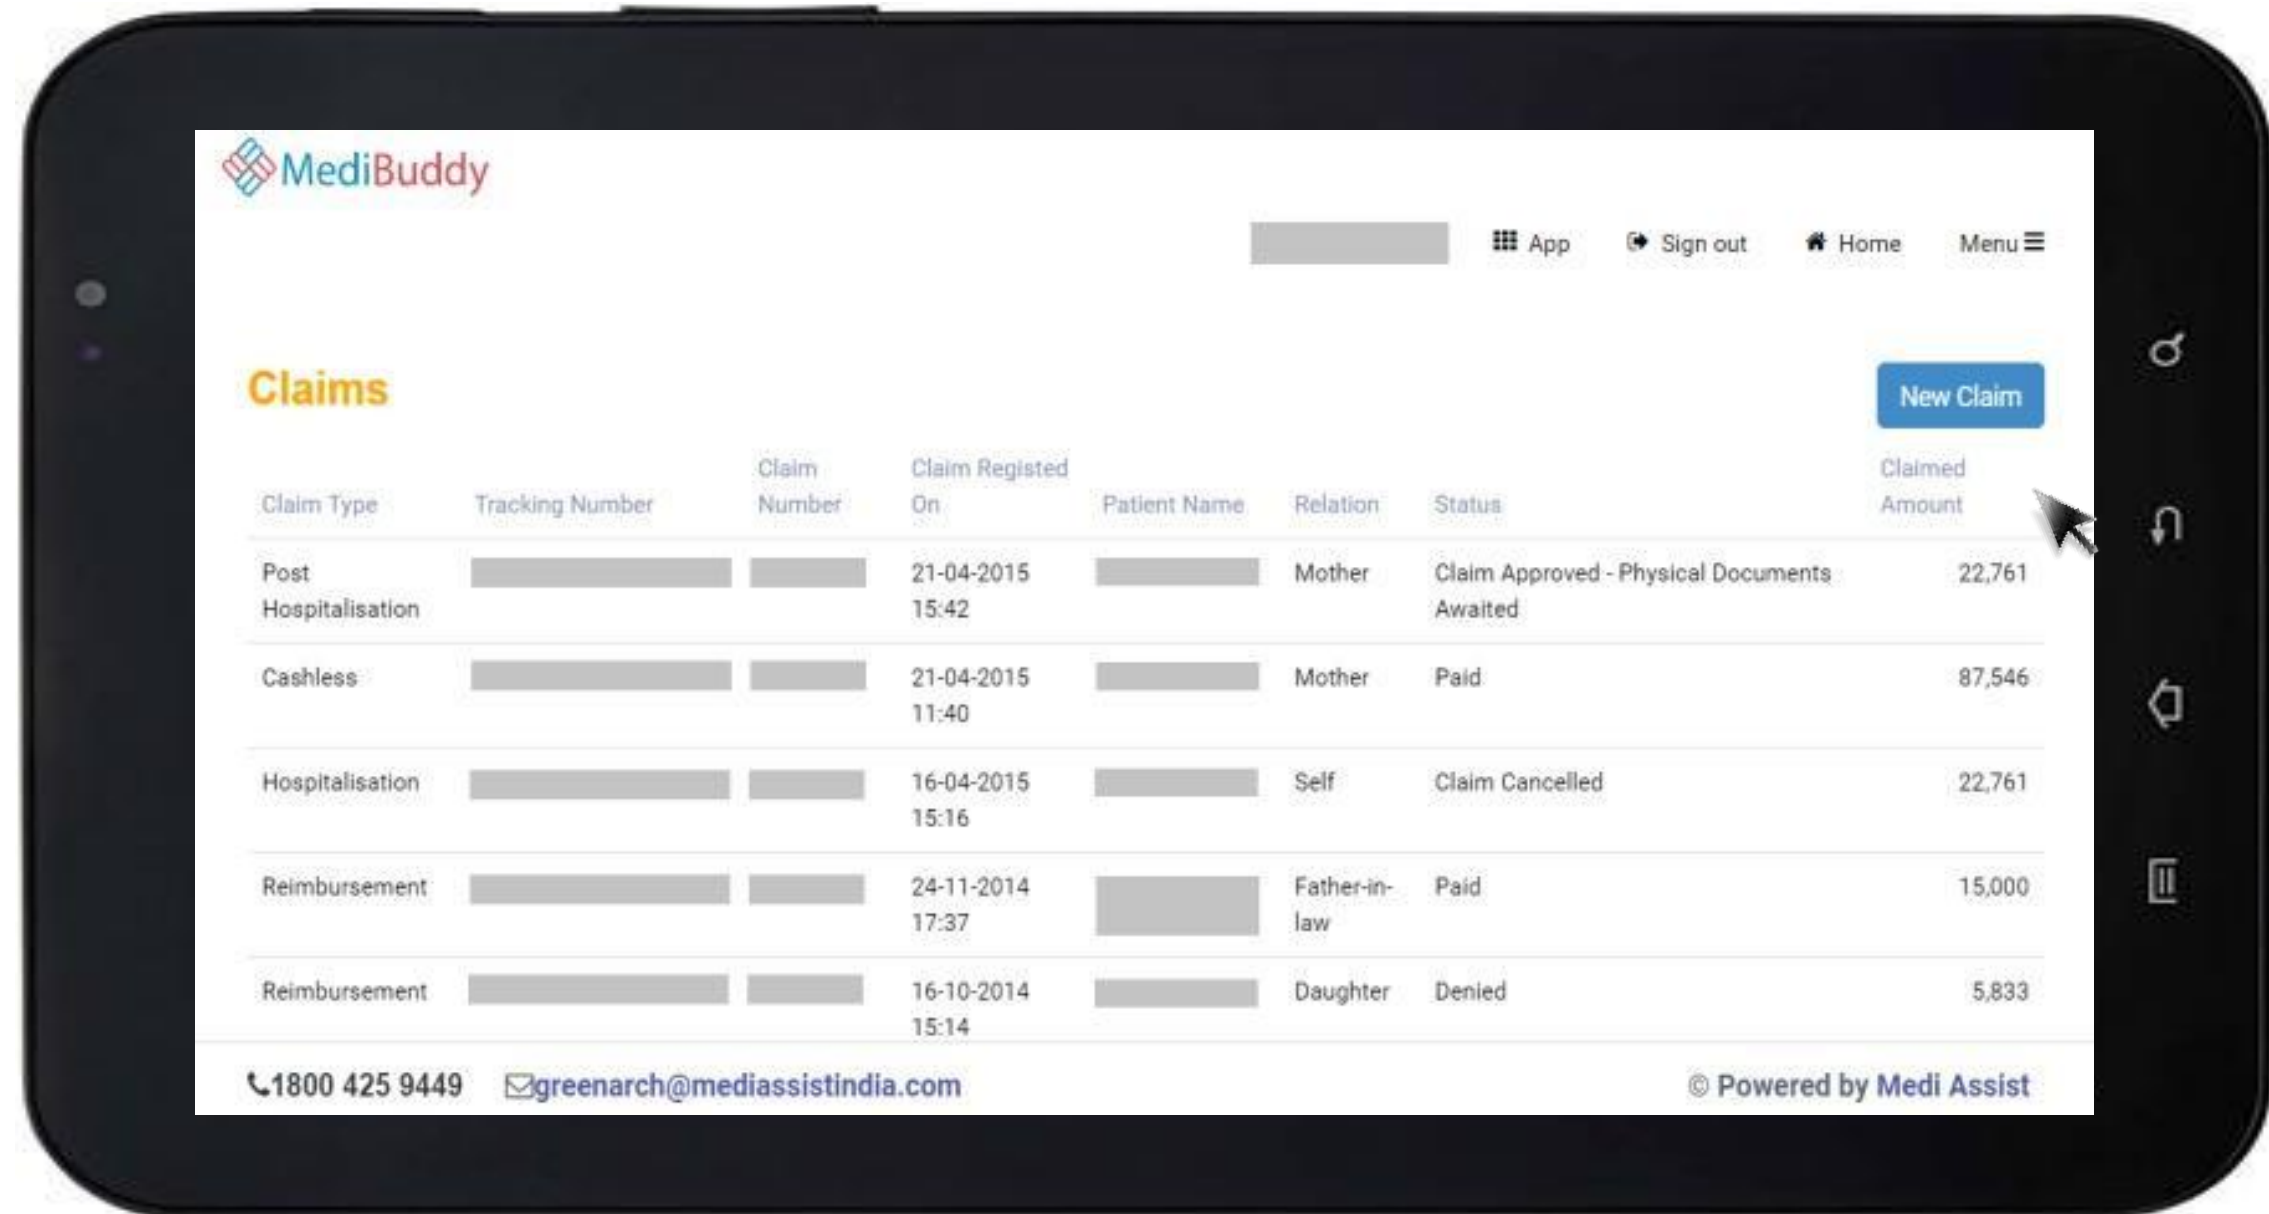 MediBuddy
App Sign out Home Menu
Claims
New Claim
Claim Type Tracking Number Claim Number Claim Registed On Patient Name Relation Status Claimed Amount
Post Hospitalisation 21-04-2015 15:42 Mother Claim Approved - Physical Documents Awaited 22,761
Cashless 21-04-2015 11:40 Mother Paid 87,546
Hospitalisation 16-04-2015 15:16 Self Claim Cancelled 22,761
Reimbursement 24-11-2014 17:37 Father-in-law Paid 15,000
Reimbursement 16-10-2014 15:14 Daughter Denied 5,833
1800 425 9449 greenarch@mediassistindia.com © Powered by Medi Assist